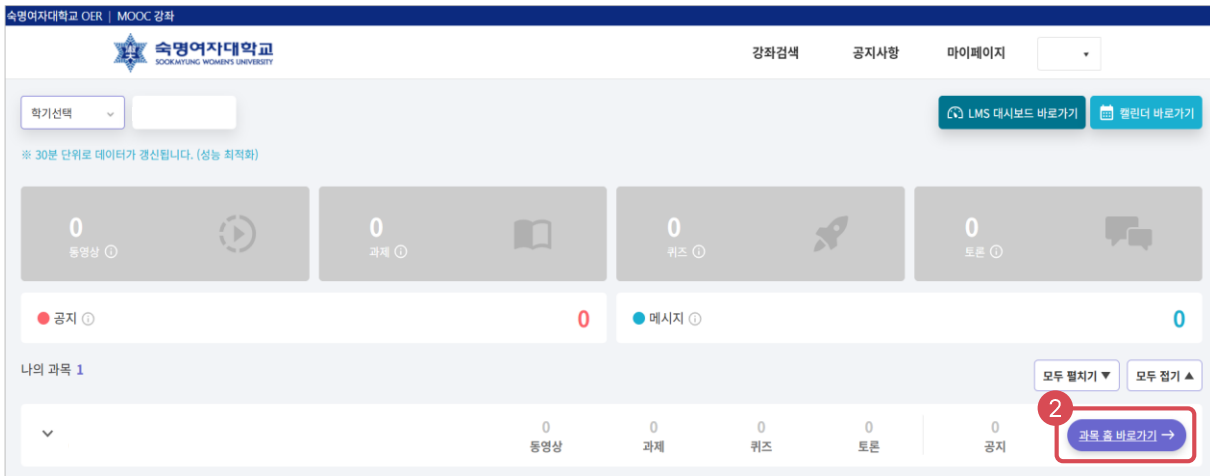 숙명여자대학교 OER | MOOC 강좌
숙명여자대학교
SOOKMYUNG WOMEN'S UNIVERSITY
강좌검색 공지사항 마이페이지
학기선택
LMS 대시보드 바로가기 캘린더 바로가기
※ 30분 단위로 데이터가 갱신됩니다. (성능 최적화)
0 0 0 0
동영상 과제 퀴즈 토론
공지 0 메시지 0
나의 과목 1
모두 펼치기 ▼ 모두 접기 ▲
2
0 0 0 0 0
동영상 과제 퀴즈 토론 공지
과목 홈 바로가기 →